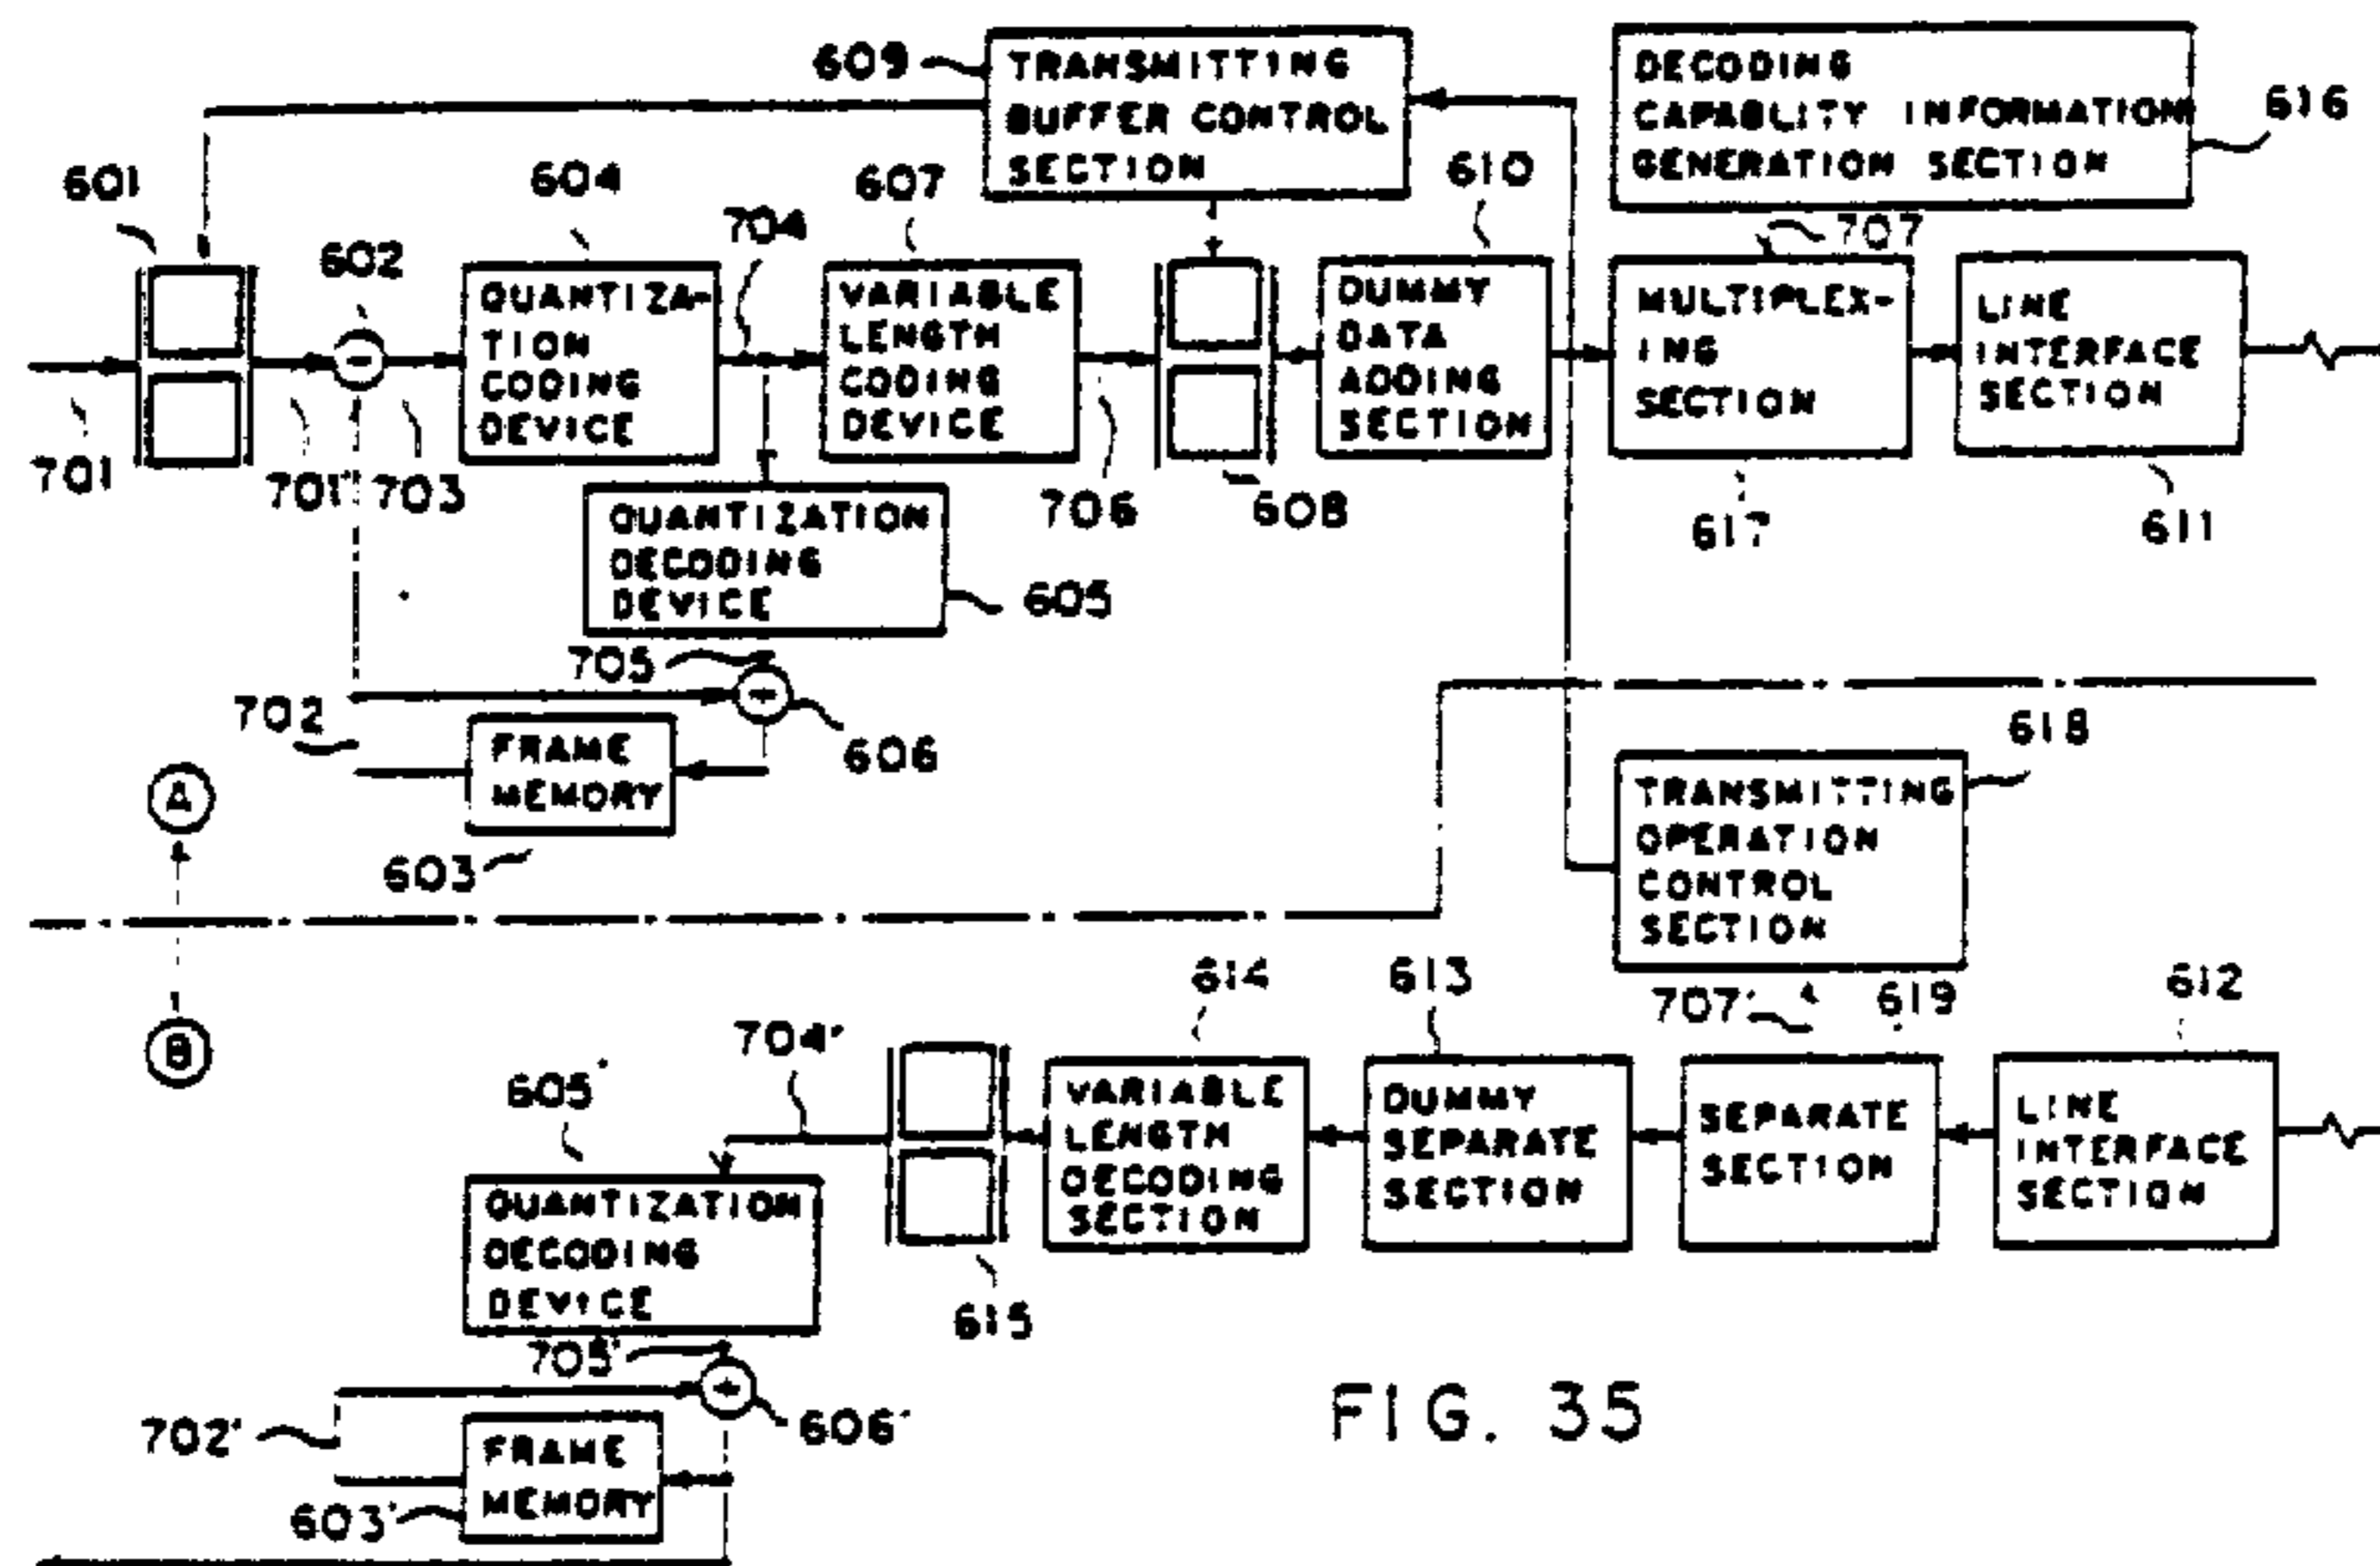 609
TRANSMITTING
BUFFER CONTROL
SECTION
DECODING
CAPABLITY INFORMATION
GENERATION SECTION
616
601
604
607
610
602
704
707
QUANTIZA-
TION
CODING
DEVICE
VARIABLE
LENGTH
CODING
DEVICE
DUMMY
DATA
ADDING
SECTION
MULTIPLEX-
ING
SECTION
LINE
INTERFACE
SECTION
701
701'
703
706
608
617
611
QUANTIZATION
DECODING
DEVICE
605
705
702
606
618
FRAME
MEMORY
603
A
TRANSMITTING
OPERATION
CONTROL
SECTION
B
614
613
707'
619
612
704'
605'
VARIABLE
LENGTH
DECODING
SECTION
DUMMY
SEPARATE
SECTION
SEPARATE
SECTION
LINE
INTERFACE
SECTION
QUANTIZATION
DECODING
DEVICE
615
705'
702'
606'
FRAME
MEMORY
603'
FIG. 35